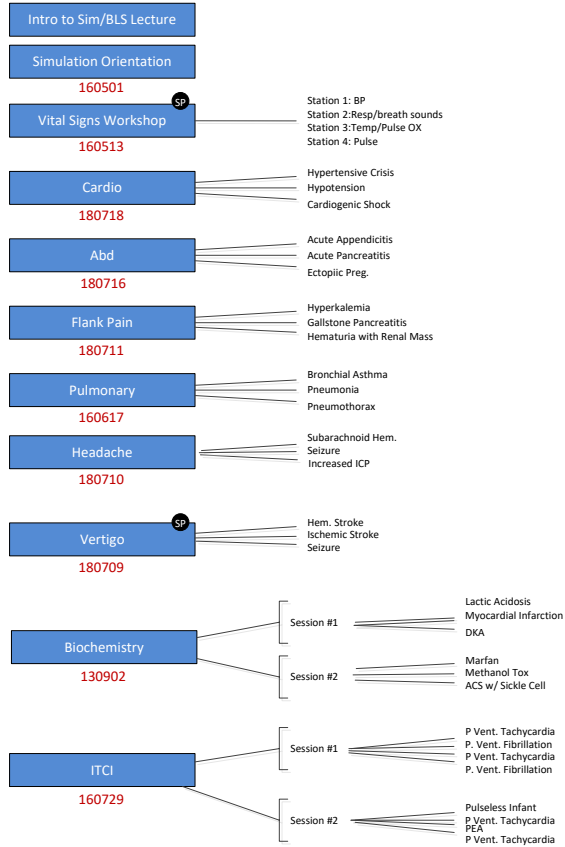 Intro to Sim/BLS Lecture
Simulation Orientation
160501
SP
Vital Signs Workshop
160513
Station 1: BP
Station 2:Resp/breath sounds
Station 3:Temp/Pulse OX
Station 4: Pulse
Cardio
180718
Hypertensive Crisis
Hypotension
Cardiogenic Shock
Abd
180716
Acute Appendicitis
Acute Pancreatitis
Ectopiic Preg.
Flank Pain
180711
Hyperkalemia
Gallstone Pancreatitis
Hematuria with Renal Mass
Pulmonary
160617
Bronchial Asthma
Pneumonia
Pneumothorax
Headache
180710
Subarachnoid Hem.
Seizure
Increased ICP
SP
Vertigo
180709
Hem. Stroke
Ischemic Stroke
Seizure
Biochemistry
130902
Session #1
Lactic Acidosis
Myocardial Infarction
DKA
Session #2
Marfan
Methanol Tox
ACS w/ Sickle Cell
ITCI
160729
Session #1
P Vent. Tachycardia
P. Vent. Fibrillation
P Vent. Tachycardia
P. Vent. Fibrillation
Session #2
Pulseless Infant
P Vent. Tachycardia
PEA
P Vent. Tachycardia